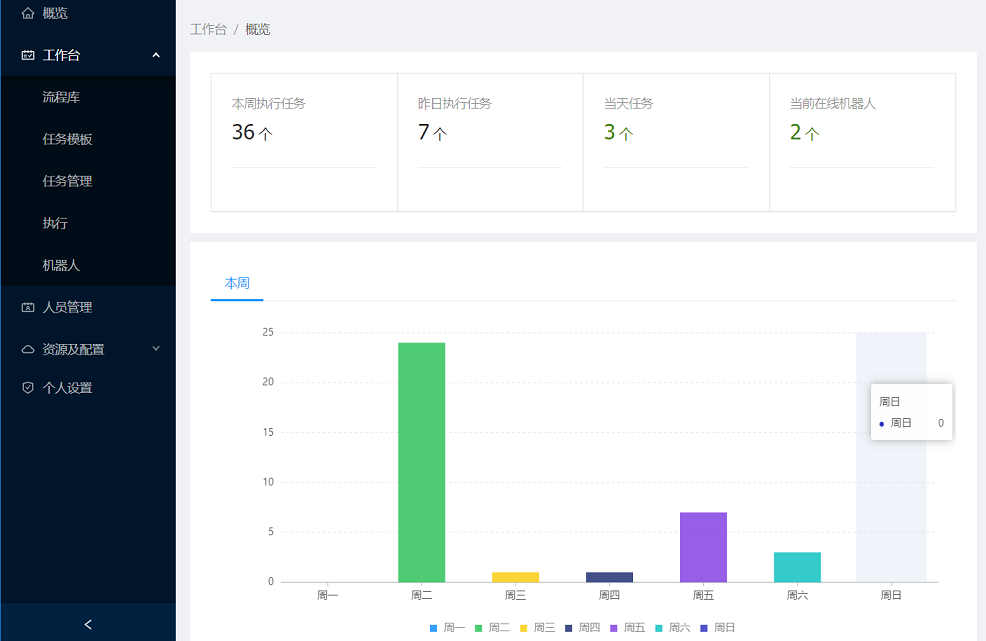 概览
工作台
流程库
任务模板
任务管理
执行
机器人
人员管理
资源及配置
个人设置
工作台 / 概览
本周执行任务
36 个
昨日执行任务
7 个
当天任务
3 个
当前在线机器人
2 个
本周
25
20
15
10
5
0
周日
周日 0
周一 周二 周三 周四 周五 周六 周日
周一 周二 周三 周四 周五 周六 周日